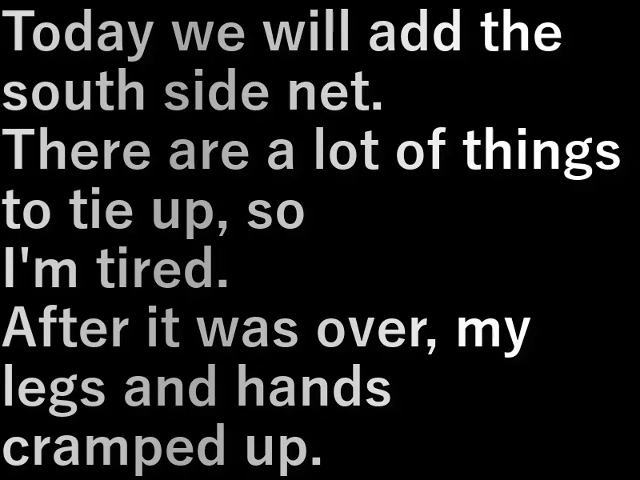 Today we will add the
south side net.
There are a lot of things
to tie up, so
I'm tired.
After it was over, my
legs and hands
cramped up.